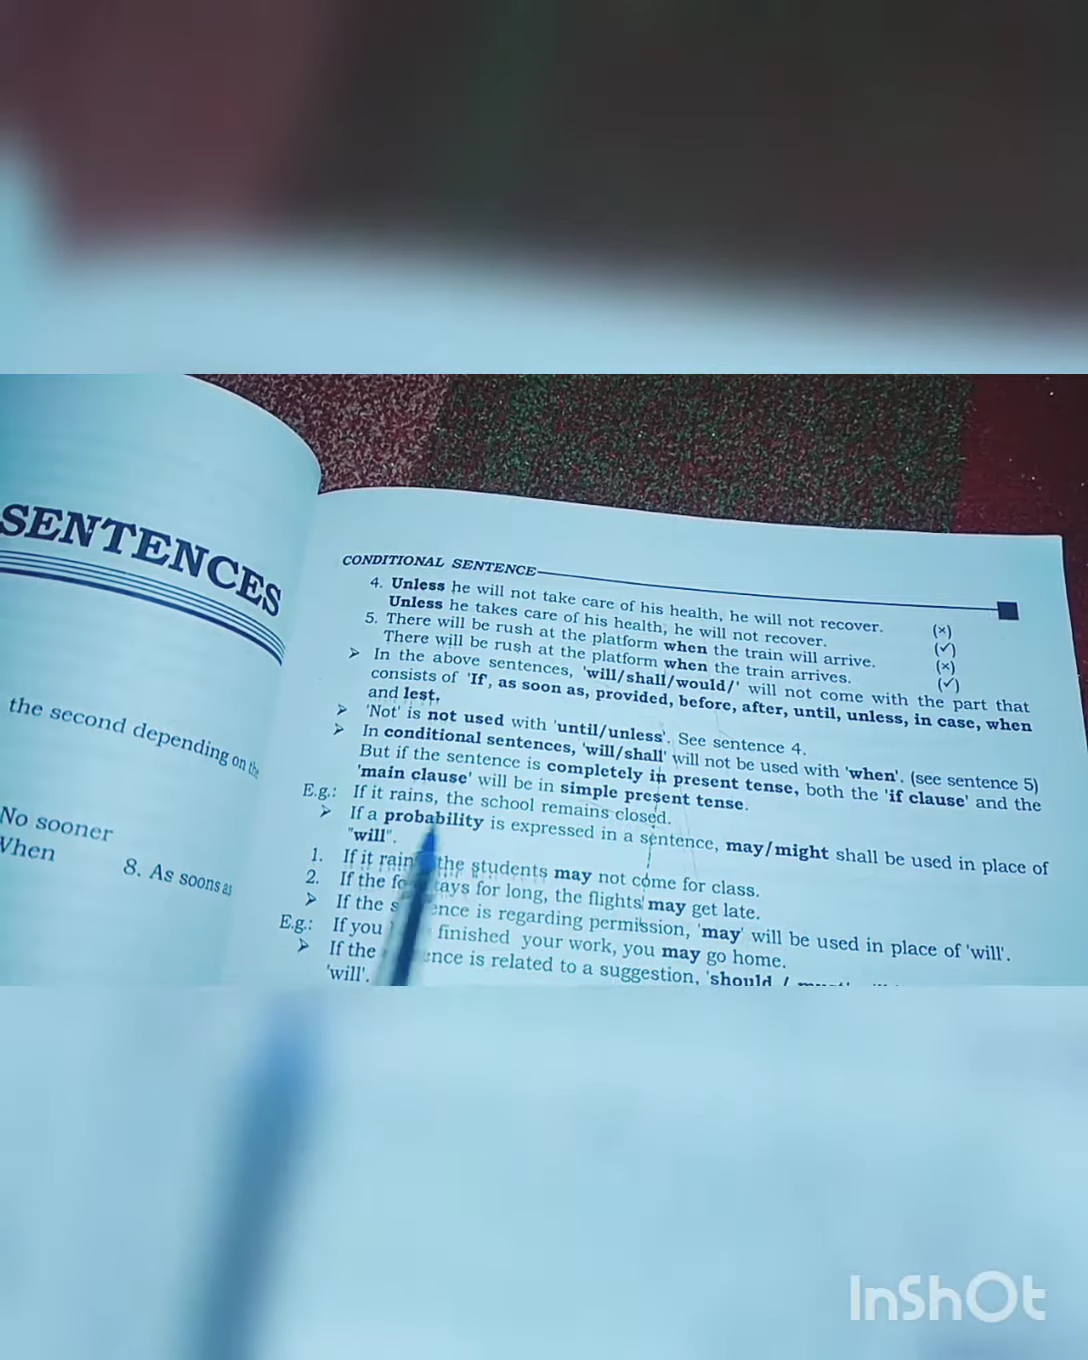 SENTENCES
the second depending on the
No sooner
When
8. As soons as
CONDITIONAL SENTENCE
4. Unless he will not take care of his health, he will not recover. (×)
Unless he takes care of his health, he will not recover. (✓)
5. There will be rush at the platform when the train will arrive. (×)
There will be rush at the platform when the train arrives. (✓)
➤ In the above sentences, 'will/shall/would/' will not come with the part that
consists of 'If', as soon as, provided, before, after, until, unless, in case, when
and lest.
➤ 'Not' is not used with 'until/unless'. See sentence 4.
➤ In conditional sentences, 'will/shall' will not be used with 'when'. (see sentence 5)
But if the sentence is completely in present tense, both the 'if clause' and the
'main clause' will be in simple present tense.
E.g.: If it rains, the school remains closed.
➤ If a probability is expressed in a sentence, may/might shall be used in place of
"will".
1. If it rains the students may not come for class.
2. If the stays for long, the flights may get late.
➤ If the sentence is regarding permission, 'may' will be used in place of 'will'.
E.g.: If you finished your work, you may go home.
➤ If the sentence is related to a suggestion, 'should /
'will'.
InShOt